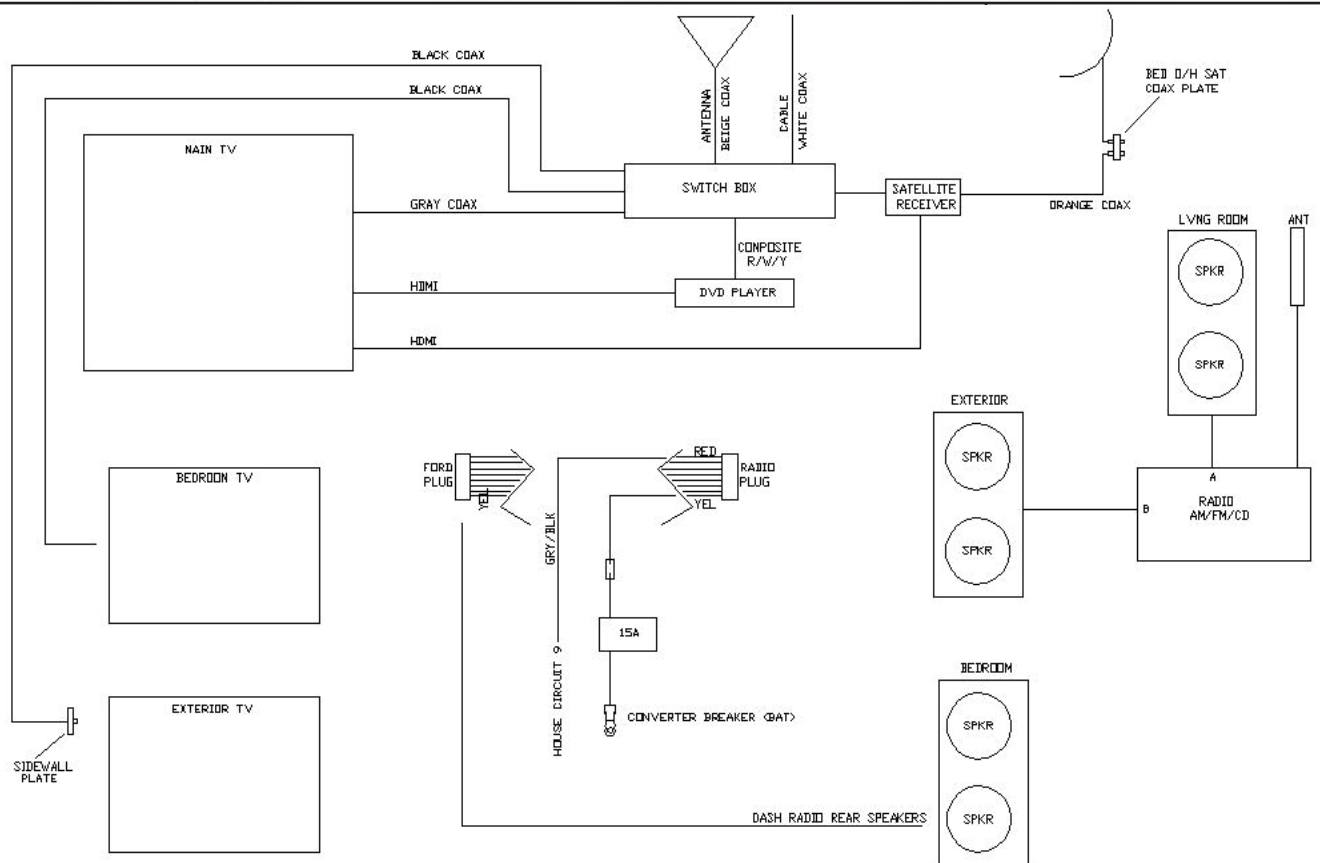 BLACK COAX
BLACK COAX
ANTENNA
BEIGE COAX
CABLE
WHITE COAX
BED O/H SAT
COAX PLATE
NAIN TV
SWITCH BOX
SATELLITE
RECEIVER
GRAY COAX
ORANGE COAX
LVNG ROOM
ANT
CONPOSITE
R/W/Y
SPKR
HDMI
DVD PLAYER
HDMI
SPKR
EXTERIOR
FORD
PLUG
YEL
RED
RADIO
PLUG
YEL
SPKR
BEDROON TV
A
RADIO
AM/FM/CD
B
GRY/BLK
SPKR
15A
HOUSE CIRCUIT 9
BEDROOM
EXTERIOR TV
CONVERTER BREAKER (BAT)
SPKR
SIDEWALL
PLATE
DASH RADIO REAR SPEAKERS
SPKR